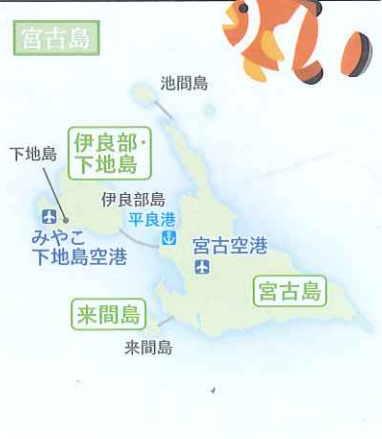 宮古島
池間島
伊良部・
下地島
下地島
伊良部島
平良港
みやこ
下地島空港
宮古空港
宮古島
来間島
来間島